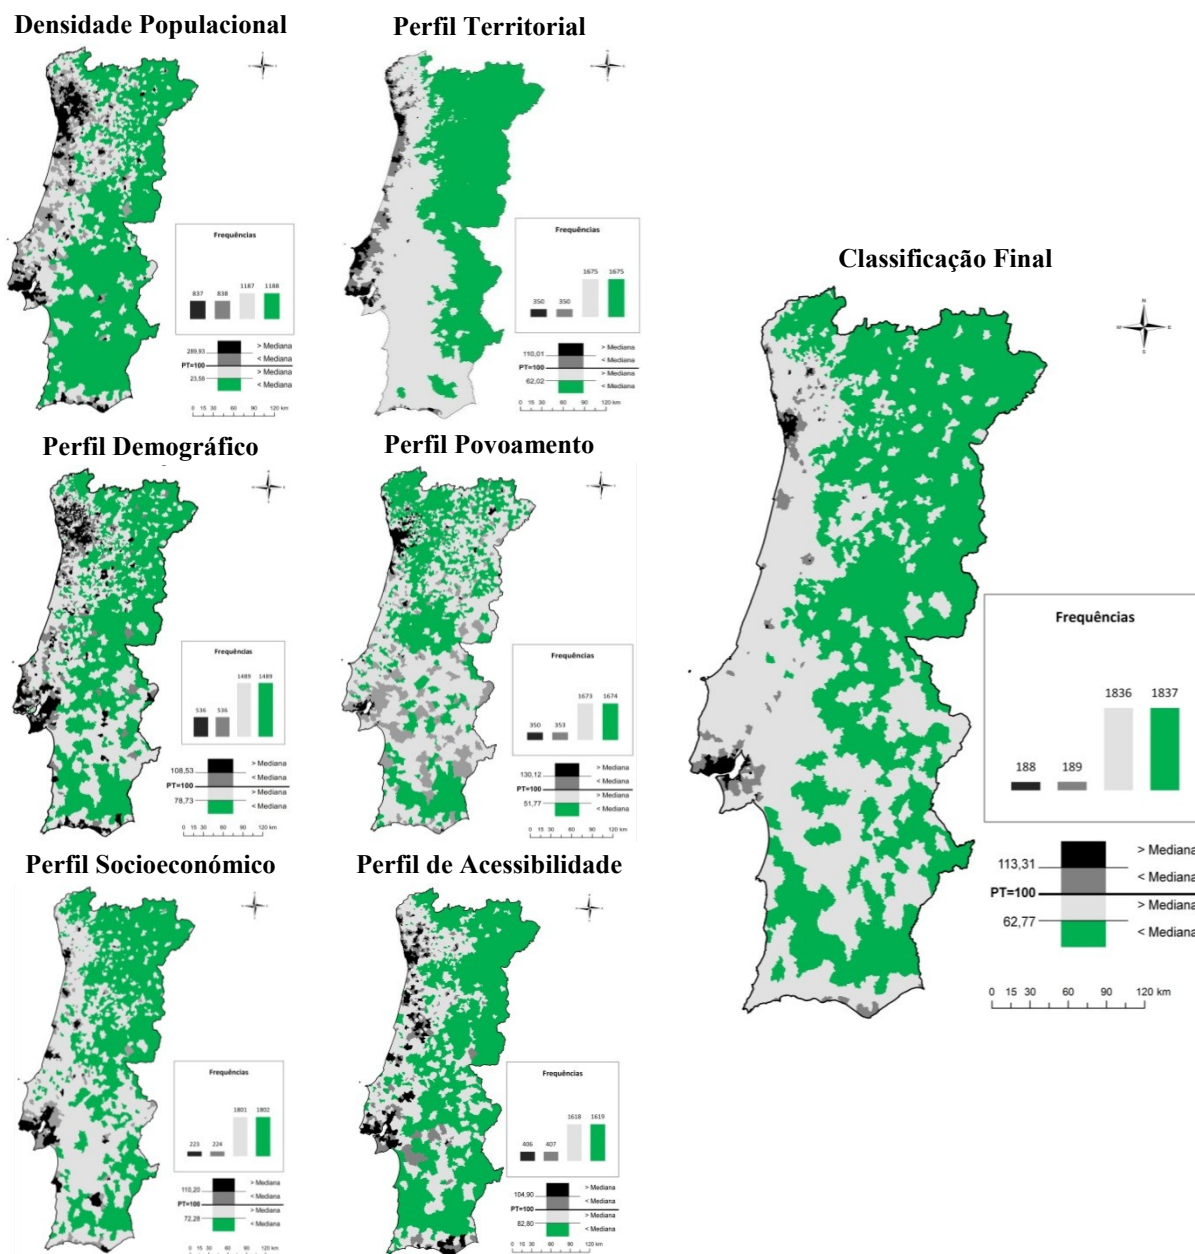 Densidade Populacional
Frequências
837
838
1187
1188
289,93
PT=100
23,58
> Mediana
< Mediana
> Mediana
< Mediana
0 15 30 60 90 120 km
Perfil Territorial
Frequências
350
350
1675
1675
110,01
PT=100
62,02
> Mediana
< Mediana
> Mediana
< Mediana
0 15 30 60 90 120 km
Perfil Demográfico
Frequências
536
536
1489
1489
108,53
PT=100
78,73
> Mediana
< Mediana
> Mediana
< Mediana
0 15 30 60 90 120 km
Perfil Povoamento
Frequências
350
353
1673
1674
130,12
PT=100
51,77
> Mediana
< Mediana
> Mediana
< Mediana
0 15 30 60 90 120 km
Perfil Socioeconómico
Frequências
223
224
1801
1802
110,20
PT=100
72,28
> Mediana
< Mediana
> Mediana
< Mediana
0 15 30 60 90 120 km
Perfil de Acessibilidade
Frequências
406
407
1618
1619
104,90
PT=100
82,80
> Mediana
< Mediana
> Mediana
< Mediana
0 15 30 60 90 120 km
Classificação Final
N
E
S
Frequências
188
189
1836
1837
113,31
PT=100
62,77
> Mediana
< Mediana
> Mediana
< Mediana
0 15 30 60 90 120 km